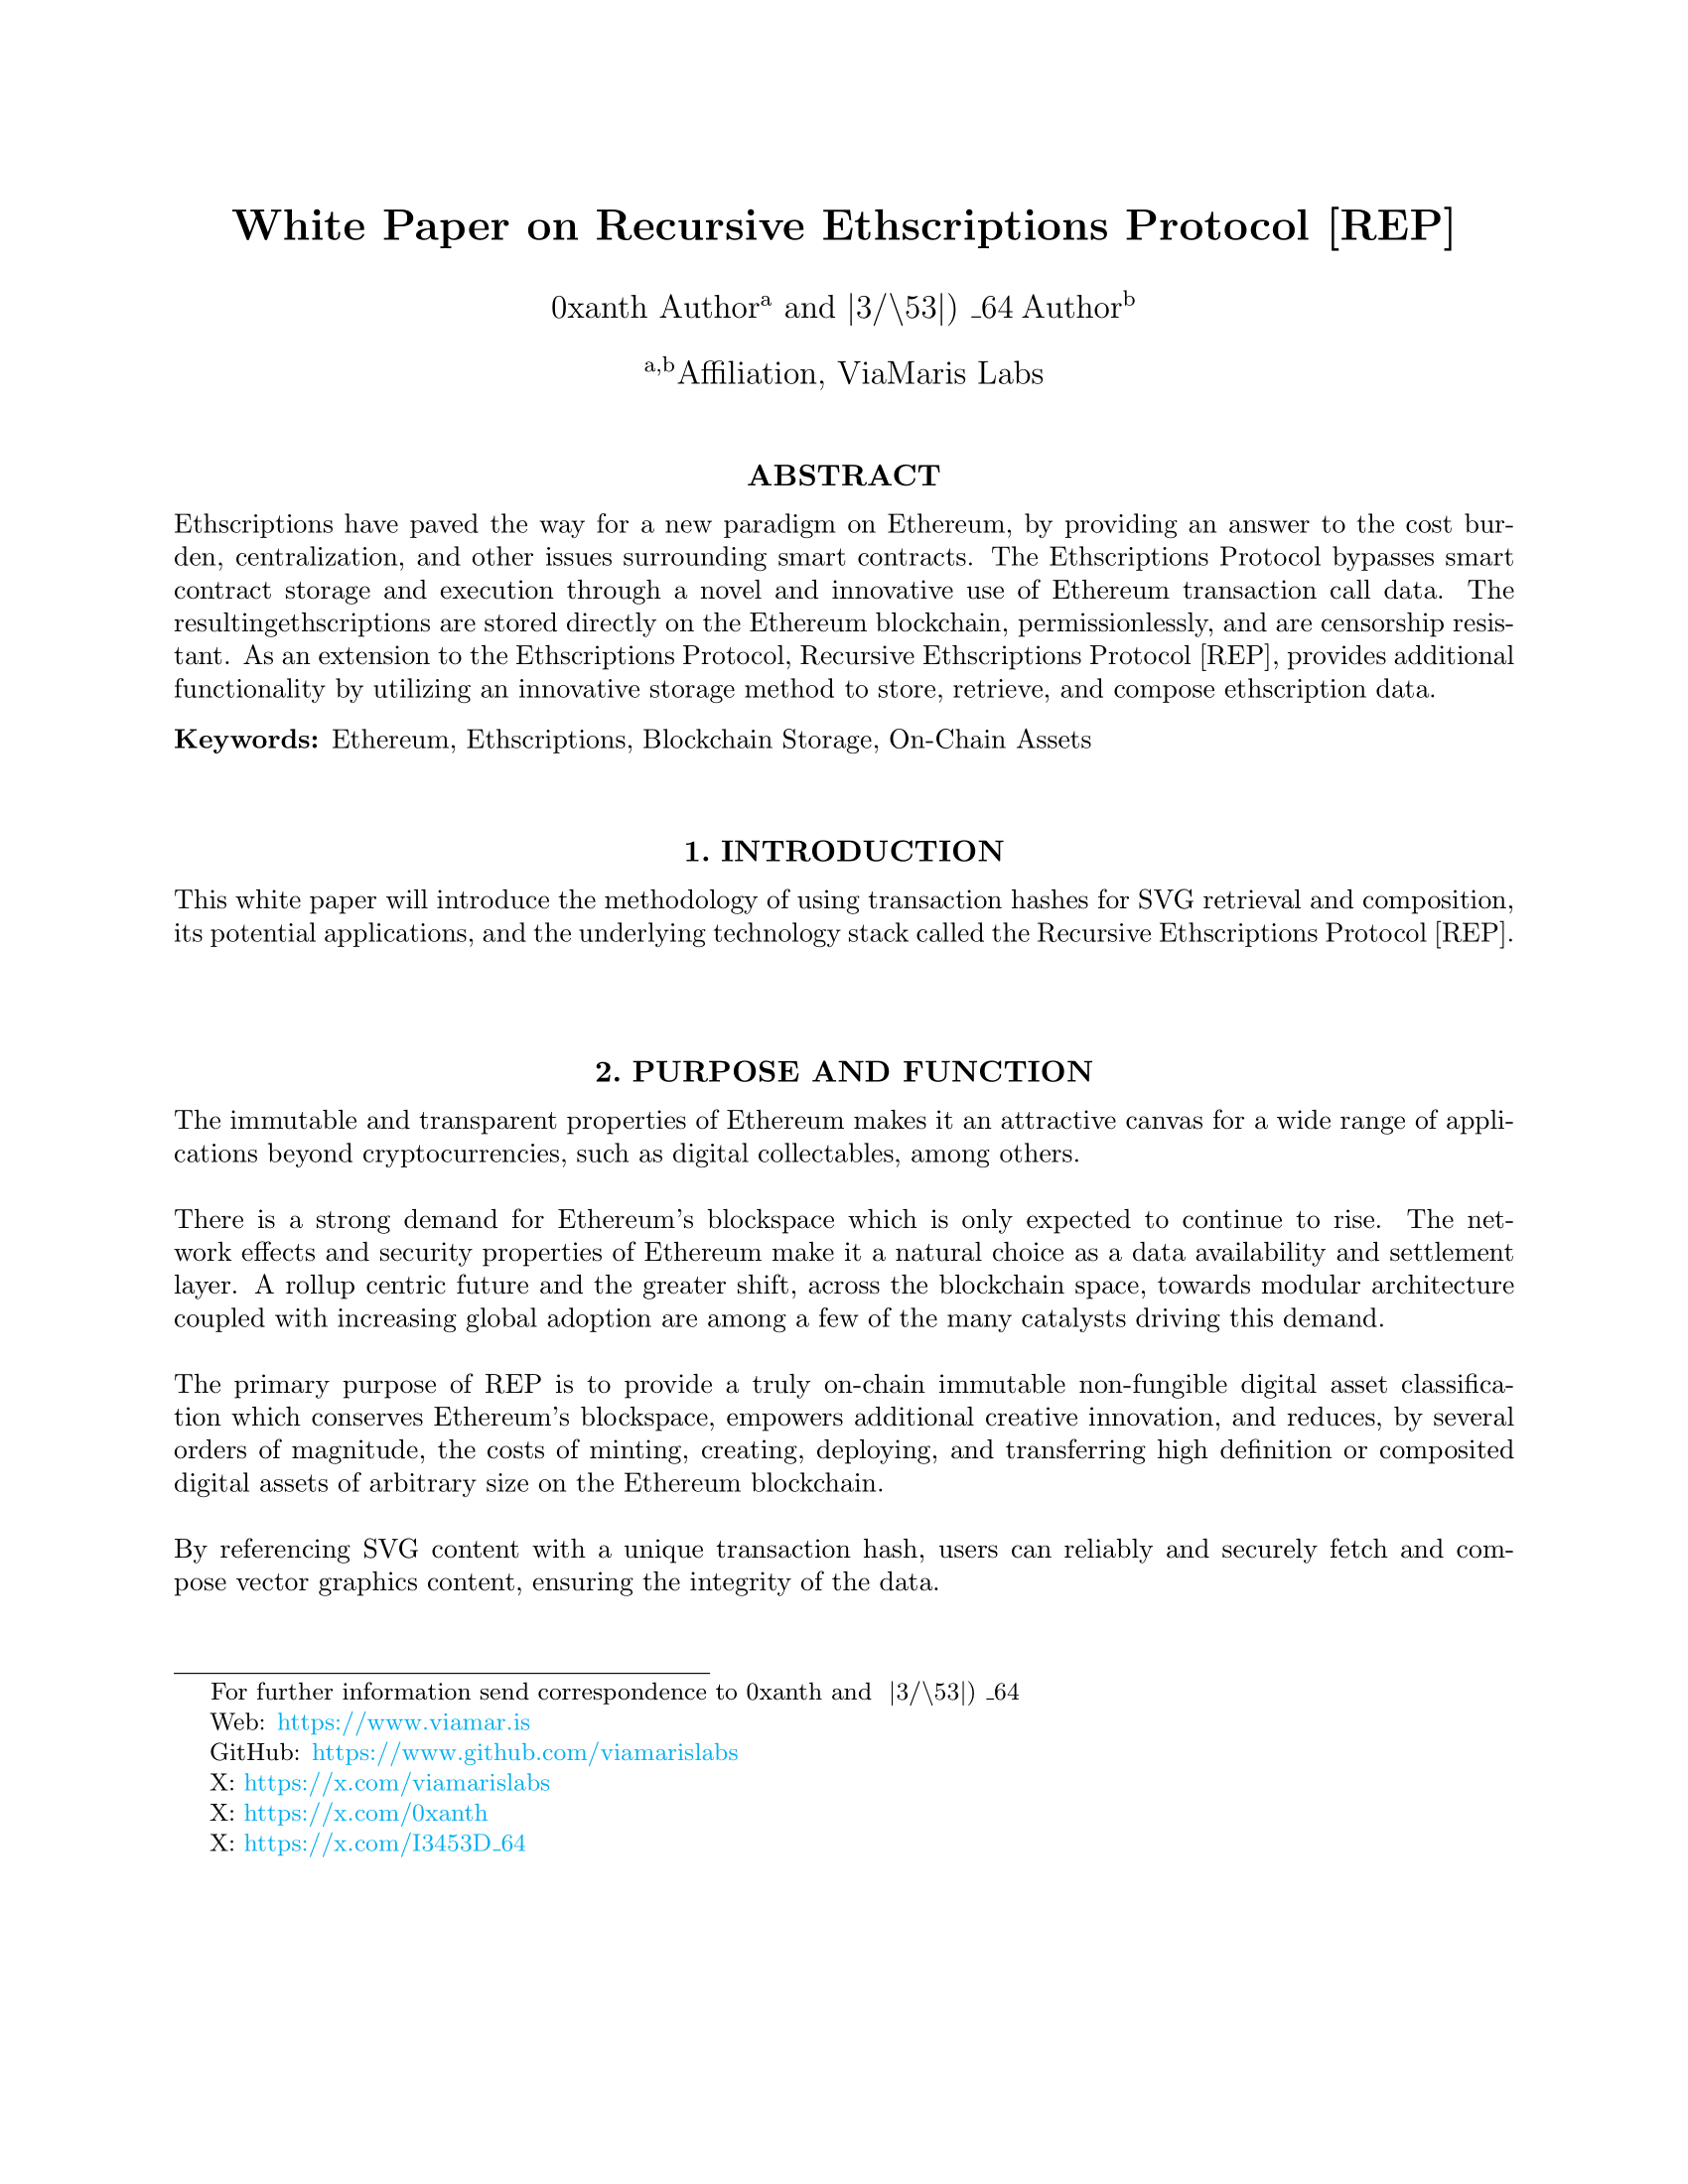 White Paper on Recursive Ethscriptions Protocol [REP]
0xanth Authorᵃ and |3/\53|) _64 Authorᵇ
ᵃ,ᵇAffiliation, ViaMaris Labs
ABSTRACT
Ethscriptions have paved the way for a new paradigm on Ethereum, by providing an answer to the cost bur-
den, centralization, and other issues surrounding smart contracts. The Ethscriptions Protocol bypasses smart
contract storage and execution through a novel and innovative use of Ethereum transaction call data. The
resultingethscriptions are stored directly on the Ethereum blockchain, permissionlessly, and are censorship resis-
tant. As an extension to the Ethscriptions Protocol, Recursive Ethscriptions Protocol [REP], provides additional
functionality by utilizing an innovative storage method to store, retrieve, and compose ethscription data.
Keywords: Ethereum, Ethscriptions, Blockchain Storage, On-Chain Assets
1. INTRODUCTION
This white paper will introduce the methodology of using transaction hashes for SVG retrieval and composition,
its potential applications, and the underlying technology stack called the Recursive Ethscriptions Protocol [REP].
2. PURPOSE AND FUNCTION
The immutable and transparent properties of Ethereum makes it an attractive canvas for a wide range of appli-
cations beyond cryptocurrencies, such as digital collectables, among others.
There is a strong demand for Ethereum's blockspace which is only expected to continue to rise. The net-
work effects and security properties of Ethereum make it a natural choice as a data availability and settlement
layer. A rollup centric future and the greater shift, across the blockchain space, towards modular architecture
coupled with increasing global adoption are among a few of the many catalysts driving this demand.
The primary purpose of REP is to provide a truly on-chain immutable non-fungible digital asset classifica-
tion which conserves Ethereum's blockspace, empowers additional creative innovation, and reduces, by several
orders of magnitude, the costs of minting, creating, deploying, and transferring high definition or composited
digital assets of arbitrary size on the Ethereum blockchain.
By referencing SVG content with a unique transaction hash, users can reliably and securely fetch and com-
pose vector graphics content, ensuring the integrity of the data.
For further information send correspondence to 0xanth and |3/\53|) _64
Web: https://www.viamar.is
GitHub: https://www.github.com/viamarislabs
X: https://x.com/viamarislabs
X: https://x.com/0xanth
X: https://x.com/I3453D_64